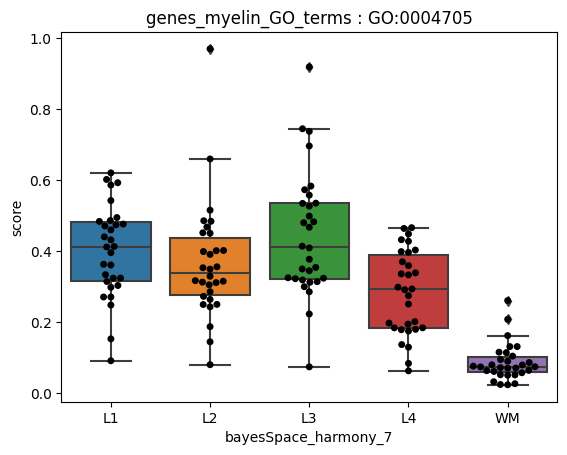 genes_myelin_GO_terms : GO:0004705
1.0
0.8
0.6
0.4
0.2
0.0
score
L1 L2 L3 L4 WM
bayesSpace_harmony_7